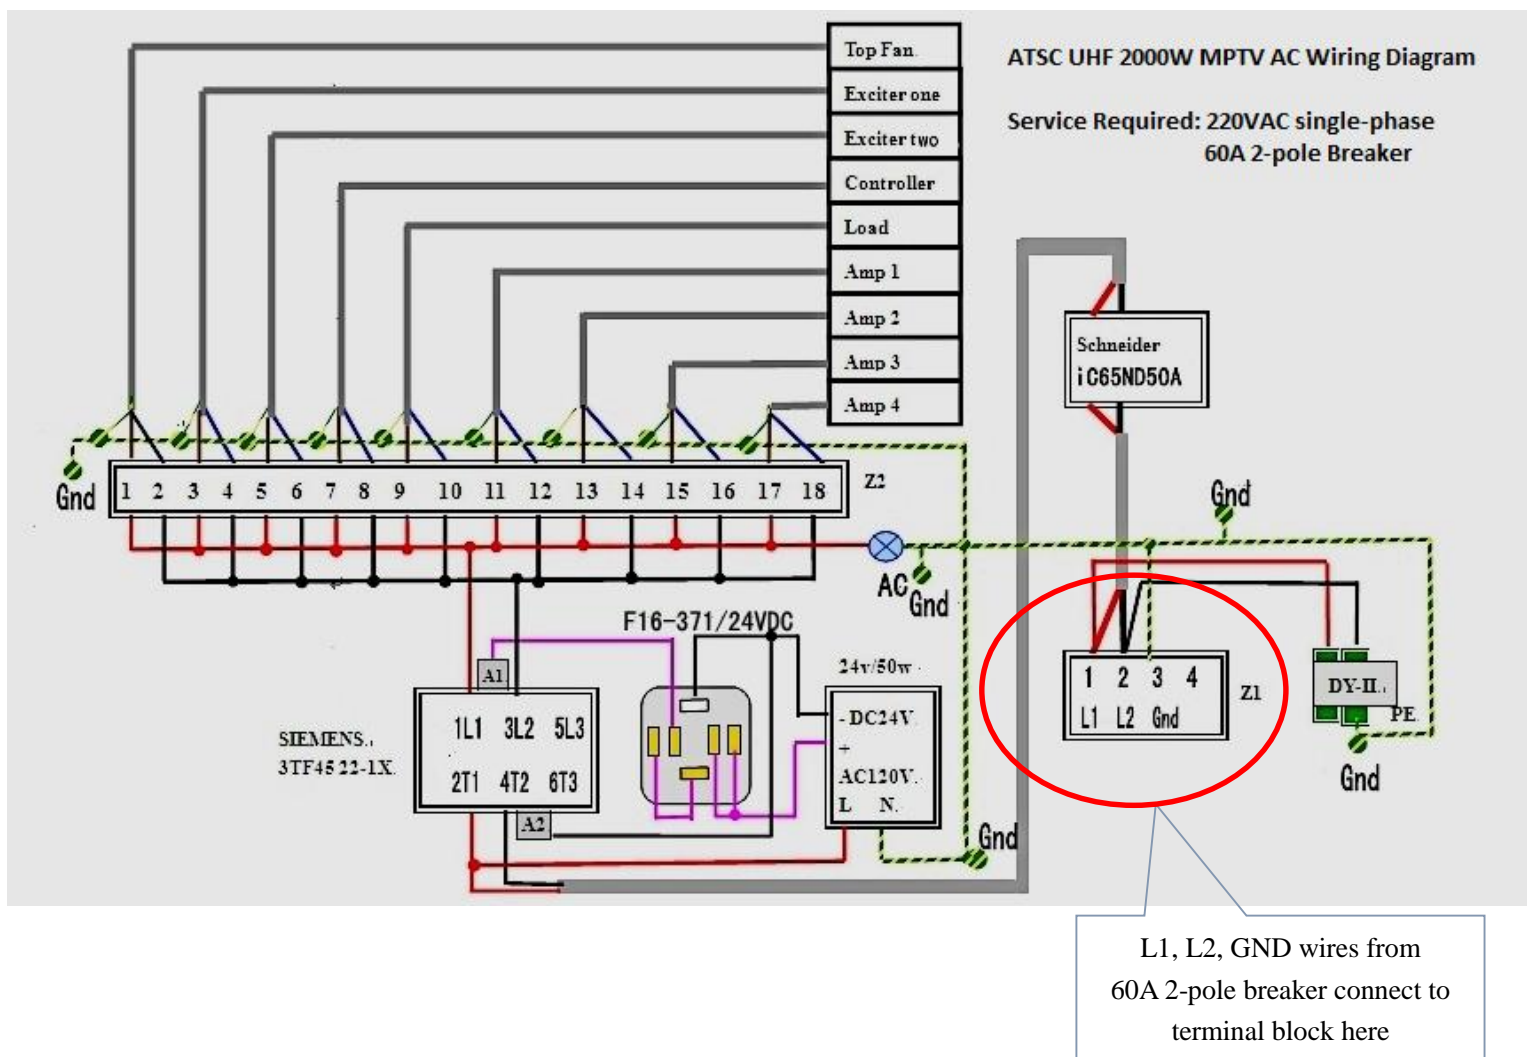 Top Fan.
Exciter one
Exciter two
Controller
Load
Amp 1
Amp 2
Amp 3
Amp 4
ATSC UHF 2000W MPTV AC Wiring Diagram
Service Required: 220VAC single-phase
60A 2-pole Breaker
Schneider
iC65ND50A
Gnd
1 2 3 4 5 6 7 8 9 10 11 12 13 14 15 16 17 18
Z2
Gnd
AC
Gnd
F16-371/24VDC
A1
24v/50w
SIEMENS.
3TF45 22-1X.
1L1 3L2 5L3
2T1 4T2 6T3
A2
- DC24V.
+
AC120V.
L N.
Gnd
1 2 3 4
L1 L2 Gnd
Z1
DY-II.
PE.
Gnd
L1, L2, GND wires from
60A 2-pole breaker connect to
terminal block here